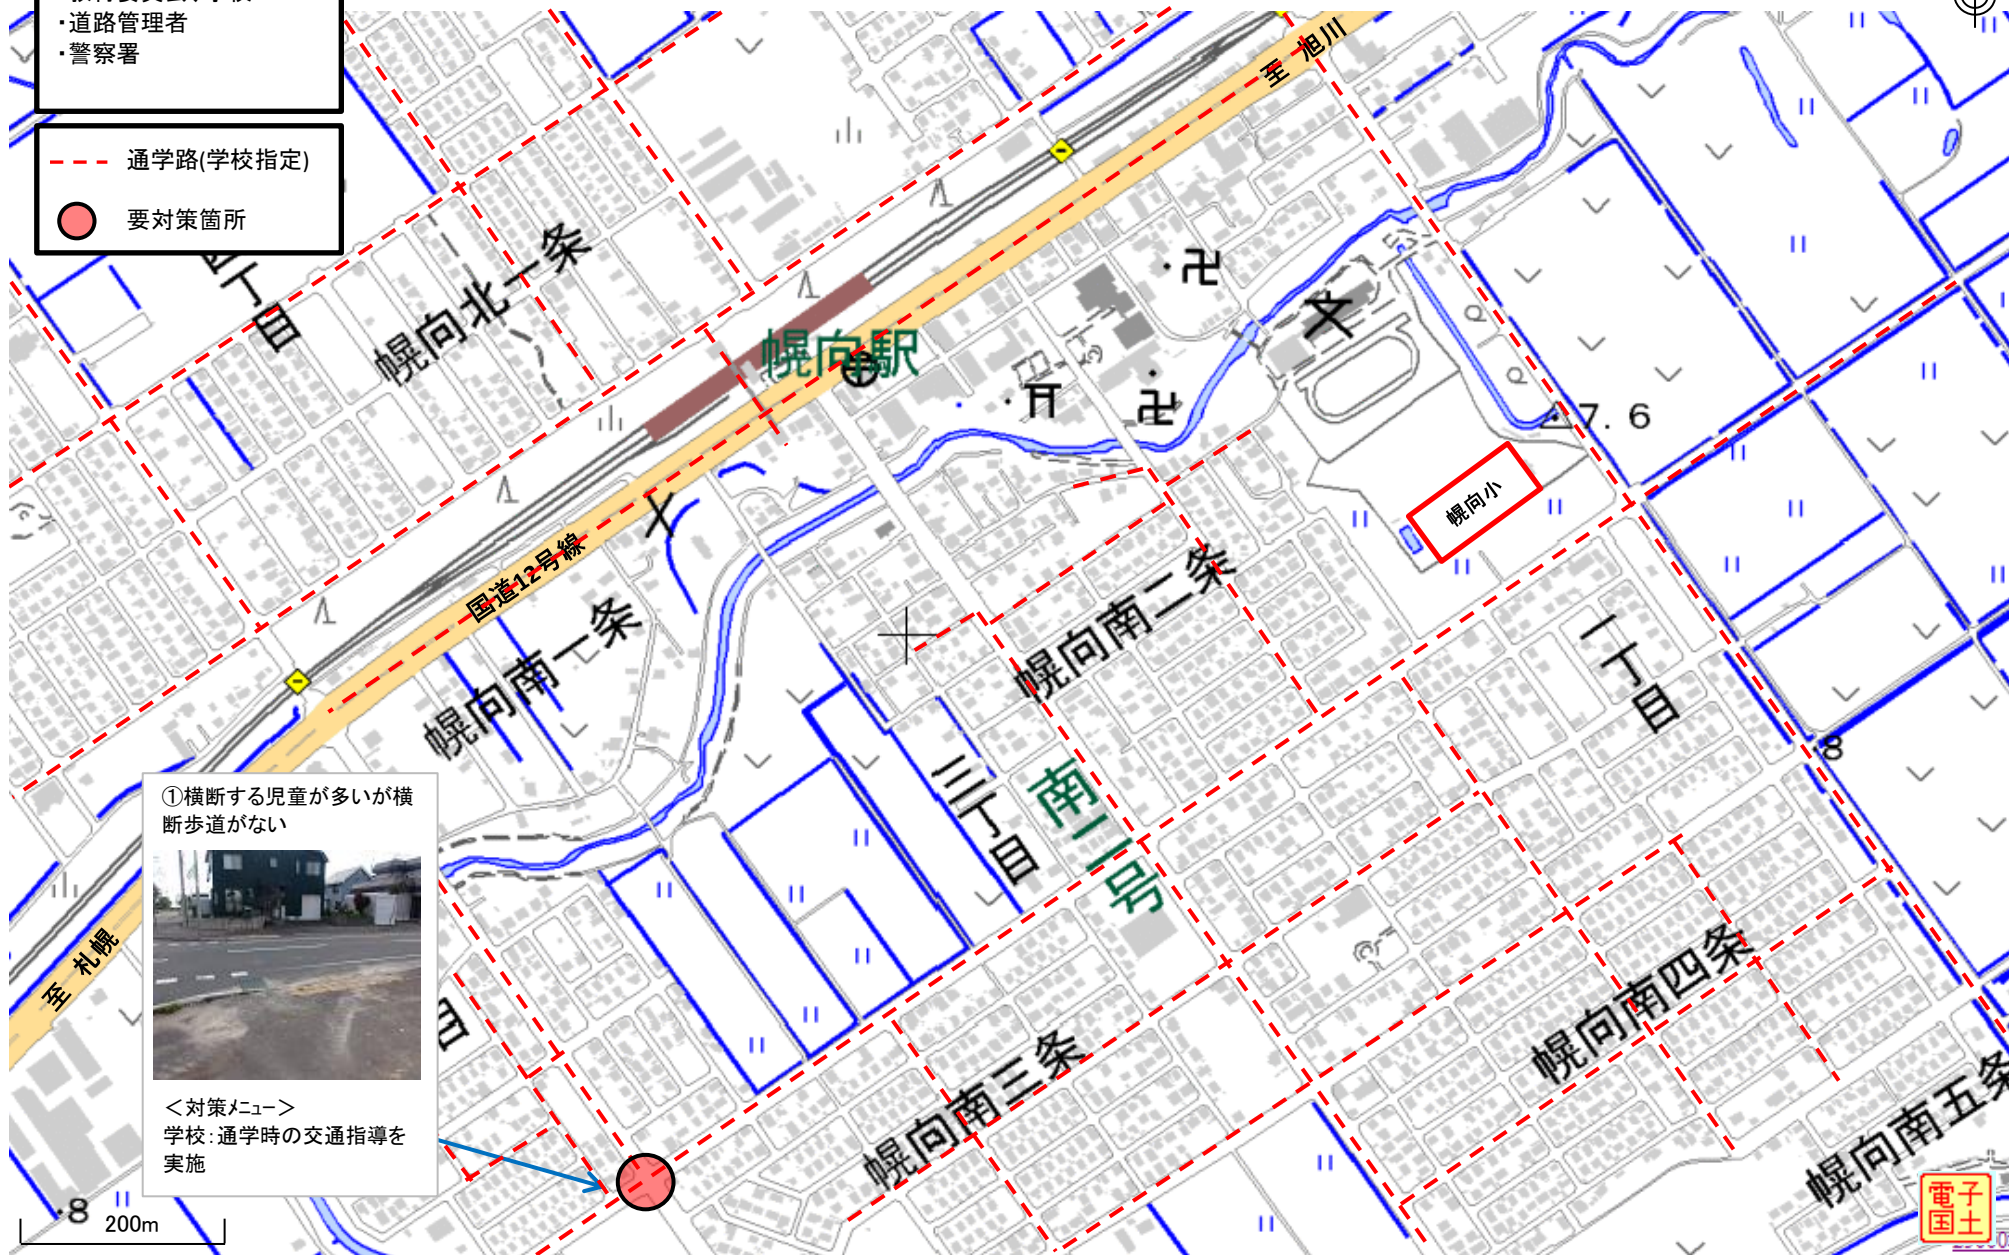 ・道路管理者
・警察署
通学路(学校指定)
要対策箇所
至 旭川
丁目
幌向北一条
幌向駅
文
7.6
幌向小
国道12号線
幌向南一条
幌向南二条
一丁目
三丁目
南二号
8
①横断する児童が多いが横
断歩道がない
至 札幌
目
幌向南四条
幌向南三条
幌向南五条
＜対策メニュー＞
学校：通学時の交通指導を
実施
8
200m
電子
国土